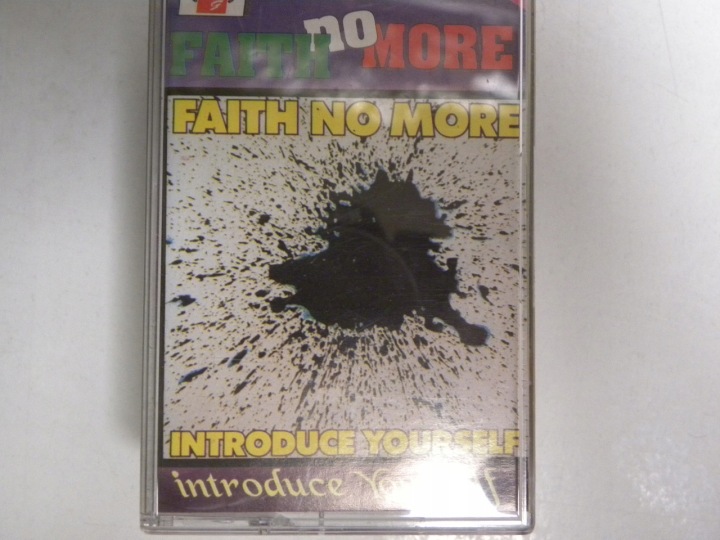 FAITH no MORE
FAITH NO MORE
INTRODUCE YOURSELF
introduce